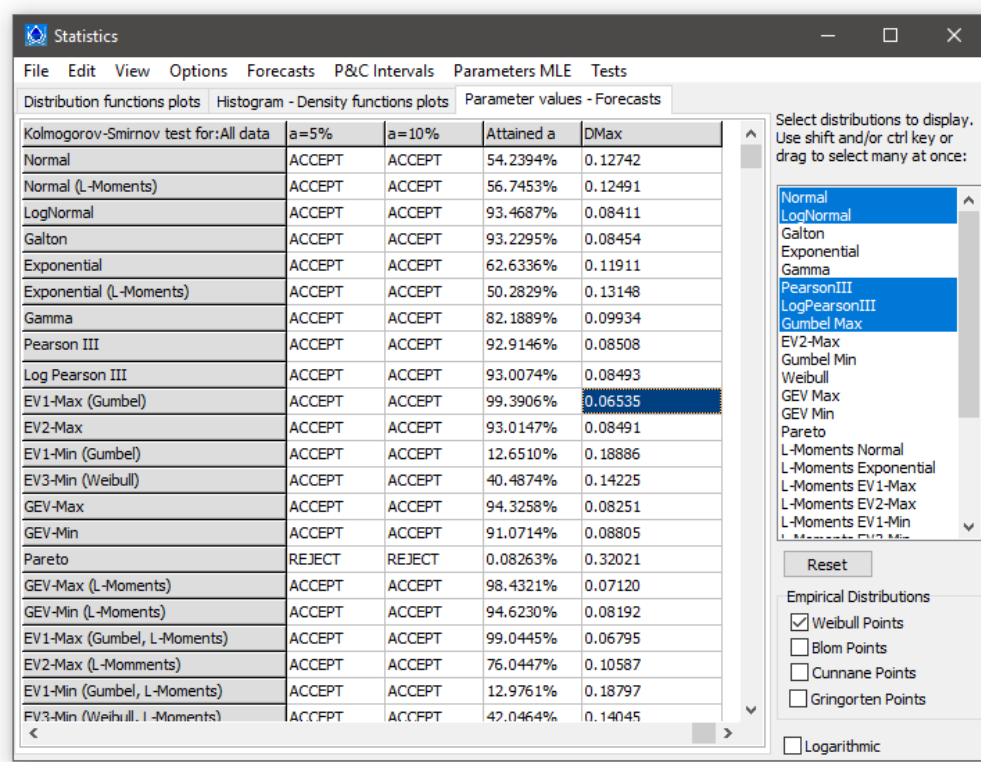 Statistics
File Edit View Options Forecasts P&C Intervals Parameters MLE Tests
Distribution functions plots Histogram - Density functions plots Parameter values - Forecasts
Kolmogorov-Smirnov test for:All data a=5% a=10% Attained a DMax
Normal ACCEPT ACCEPT 54.2394% 0.12742
Normal (L-Moments) ACCEPT ACCEPT 56.7453% 0.12491
LogNormal ACCEPT ACCEPT 93.4687% 0.08411
Galton ACCEPT ACCEPT 93.2295% 0.08454
Exponential ACCEPT ACCEPT 62.6336% 0.11911
Exponential (L-Moments) ACCEPT ACCEPT 50.2829% 0.13148
Gamma ACCEPT ACCEPT 82.1889% 0.09934
Pearson III ACCEPT ACCEPT 92.9146% 0.08508
Log Pearson III ACCEPT ACCEPT 93.0074% 0.08493
EV1-Max (Gumbel) ACCEPT ACCEPT 99.3906% 0.06535
EV2-Max ACCEPT ACCEPT 93.0147% 0.08491
EV1-Min (Gumbel) ACCEPT ACCEPT 12.6510% 0.18886
EV3-Min (Weibull) ACCEPT ACCEPT 40.4874% 0.14225
GEV-Max ACCEPT ACCEPT 94.3258% 0.08251
GEV-Min ACCEPT ACCEPT 91.0714% 0.08805
Pareto REJECT REJECT 0.08263% 0.32021
GEV-Max (L-Moments) ACCEPT ACCEPT 98.4321% 0.07120
GEV-Min (L-Moments) ACCEPT ACCEPT 94.6230% 0.08192
EV1-Max (Gumbel, L-Moments) ACCEPT ACCEPT 99.0445% 0.06795
EV2-Max (L-Momments) ACCEPT ACCEPT 76.0447% 0.10587
EV1-Min (Gumbel, L-Moments) ACCEPT ACCEPT 12.9761% 0.18797
EV3-Min (Weibull, L-Moments) ACCEPT ACCEPT 42.0464% 0.14045
Select distributions to display.
Use shift and/or ctrl key or
drag to select many at once:
Normal
LogNormal
Galton
Exponential
Gamma
PearsonIII
LogPearsonIII
Gumbel Max
EV2-Max
Gumbel Min
Weibull
GEV Max
GEV Min
Pareto
L-Moments Normal
L-Moments Exponential
L-Moments EV1-Max
L-Moments EV2-Max
L-Moments EV1-Min
L-Moments EV3-Min
Reset
Empirical Distributions
Weibull Points
Blom Points
Cunnane Points
Gringorten Points
Logarithmic